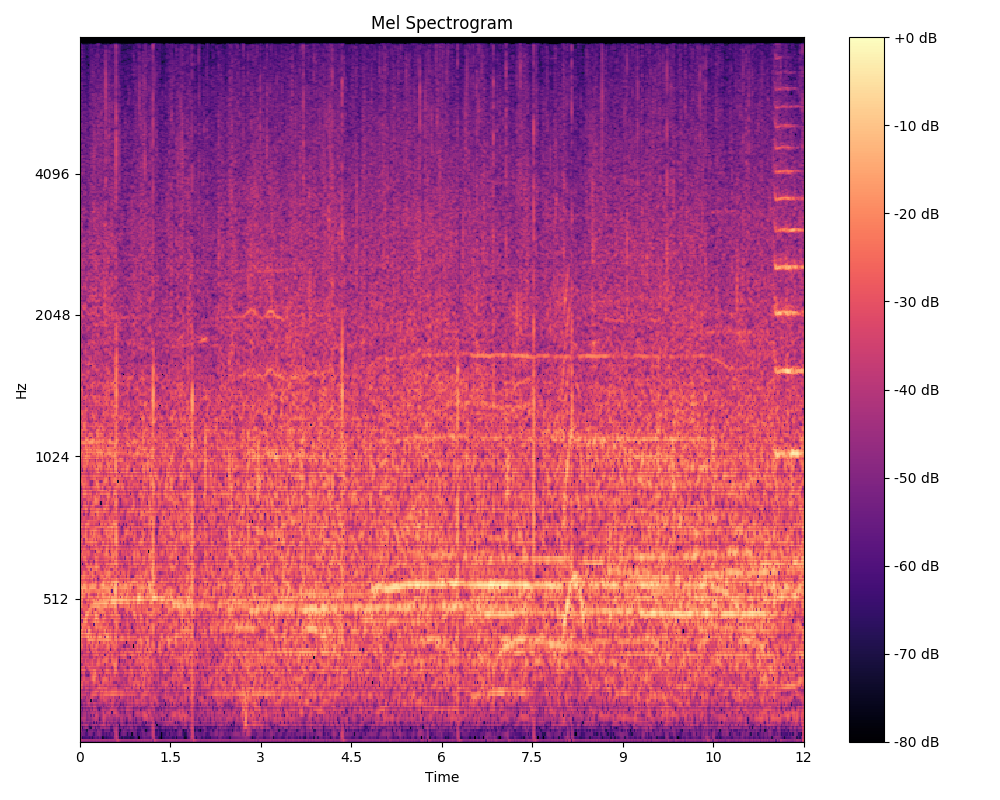 Mel Spectrogram
+0 dB
-10 dB
-20 dB
-30 dB
-40 dB
-50 dB
-60 dB
-70 dB
-80 dB
Hz
4096
2048
1024
512
0 1.5 3 4.5 6 7.5 9 10 12
Time